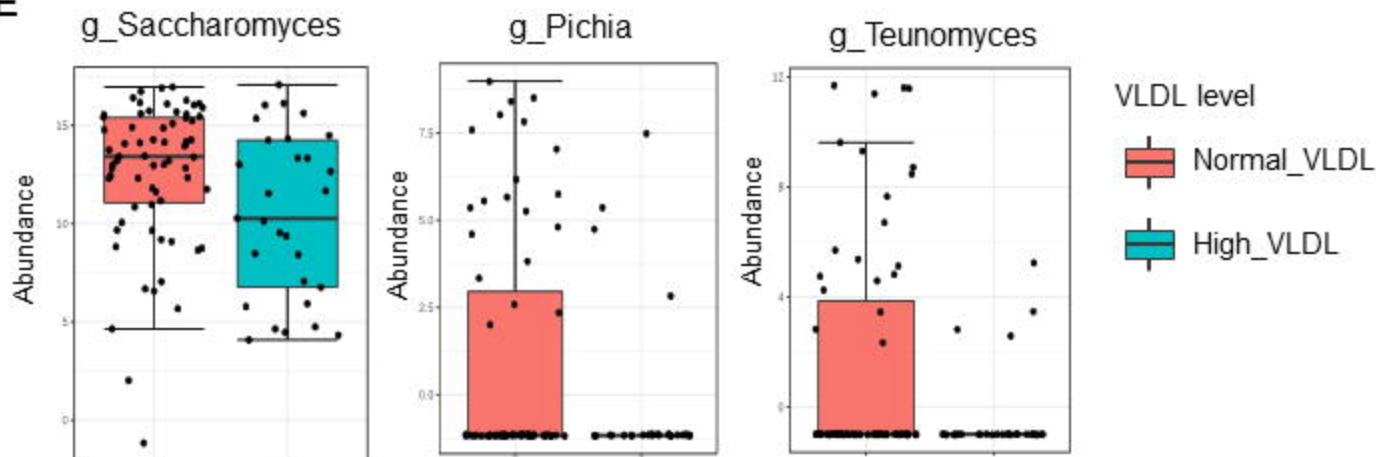 E
g_Saccharomyces
Abundance
15
10
5
0
g_Pichia
Abundance
7.5
5.0
2.5
0.0
g_Teunomyces
Abundance
12
8
4
0
VLDL level
Normal_VLDL
High_VLDL